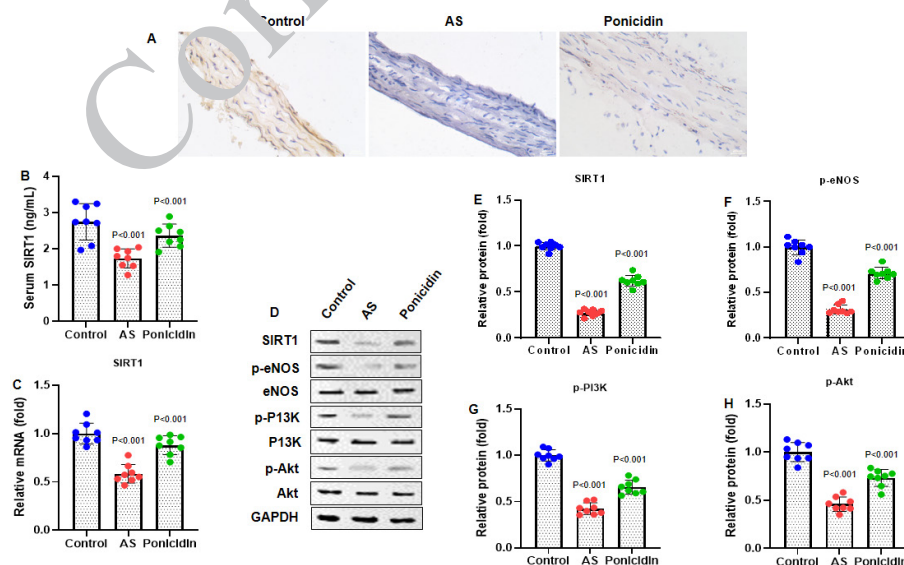 Con
Control
AS
Ponicidin
A
B
Serum SIRT1 (ng/mL)
4
3
2
1
0
P<0.001
P<0.001
Control
AS
Ponicidin
C
SIRT1
Relative mRNA (fold)
1.5
1.0
0.5
0.0
P<0.001
P<0.001
Control
AS
Ponicidin
D
Control
AS
Ponicidin
SIRT1
p-eNOS
eNOS
p-P13K
P13K
p-Akt
Akt
GAPDH
E
SIRT1
Relative protein (fold)
1.5
1.0
0.5
0.0
P<0.001
P<0.001
Control
AS
Ponicidin
F
p-eNOS
Relative protein (fold)
1.5
1.0
0.5
0.0
P<0.001
P<0.001
Control
AS
Ponicidin
G
p-PI3K
Relative protein (fold)
1.5
1.0
0.5
0.0
P<0.001
P<0.001
Control
AS
Ponicidin
H
p-Akt
Relative protein (fold)
1.5
1.0
0.5
0.0
P<0.001
P<0.001
Control
AS
Ponicidin